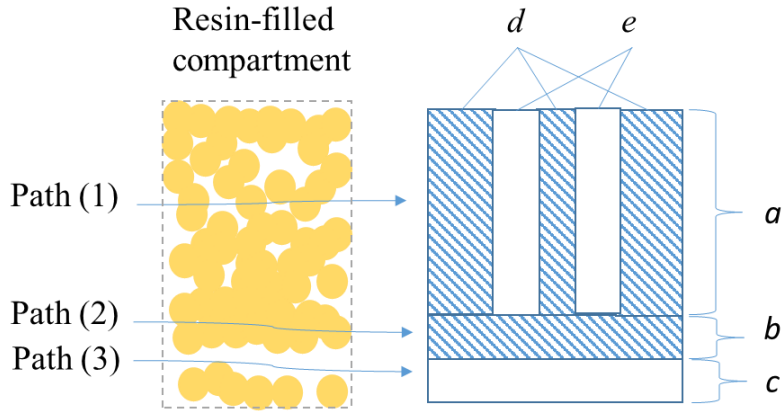 Resin-filled
compartment
d e
Path (1)
a
Path (2)
b
Path (3)
c